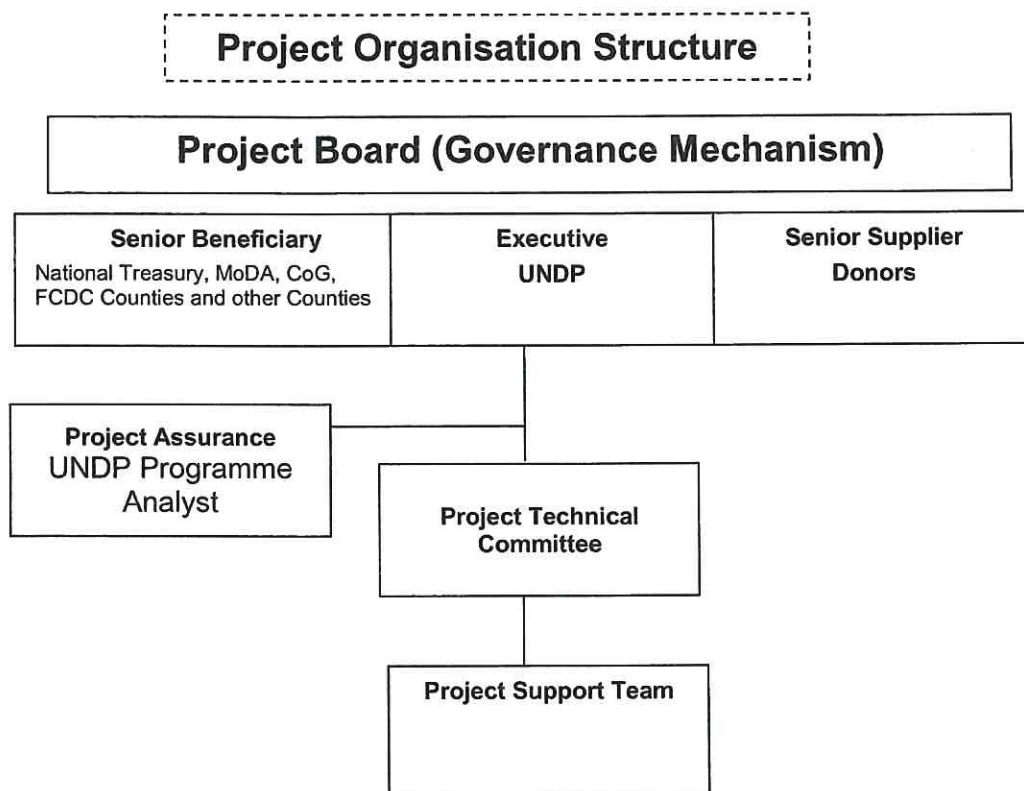 Project Organisation Structure
Project Board (Governance Mechanism)
Senior Beneficiary
National Treasury, MoDA, CoG,
FCDC Counties and other Counties
Executive
UNDP
Senior Supplier
Donors
Project Assurance
UNDP Programme
Analyst
Project Technical
Committee
Project Support Team